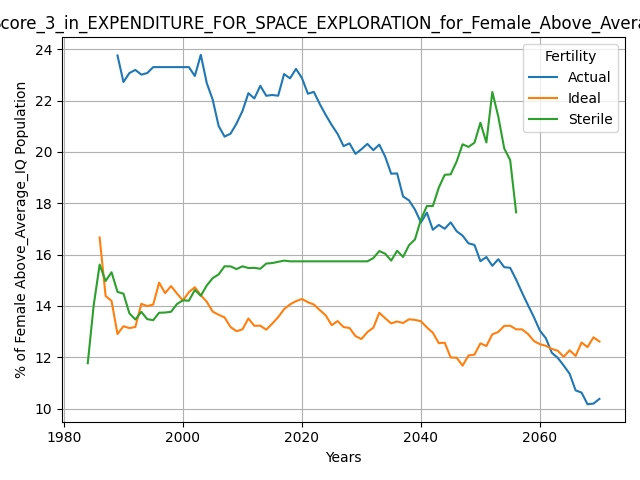 core_3_in_EXPENDITURE_FOR_SPACE_EXPLORATION_for_Female_Above_Avera
% of Female Above_Average_IQ Population
24
22
20
18
16
14
12
10
Fertility
Actual
Ideal
Sterile
1980
2000
2020
2040
2060
Years